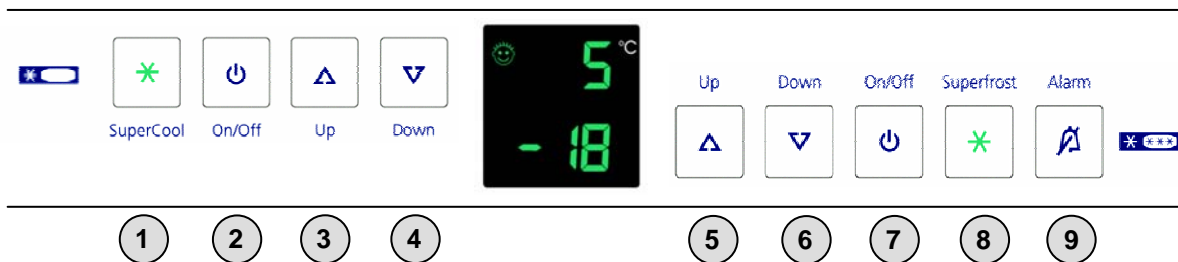 5 °C
- 18
SuperCool On/Off Up Down
Up Down On/Off Superfrost Alarm
1 2 3 4 5 6 7 8 9